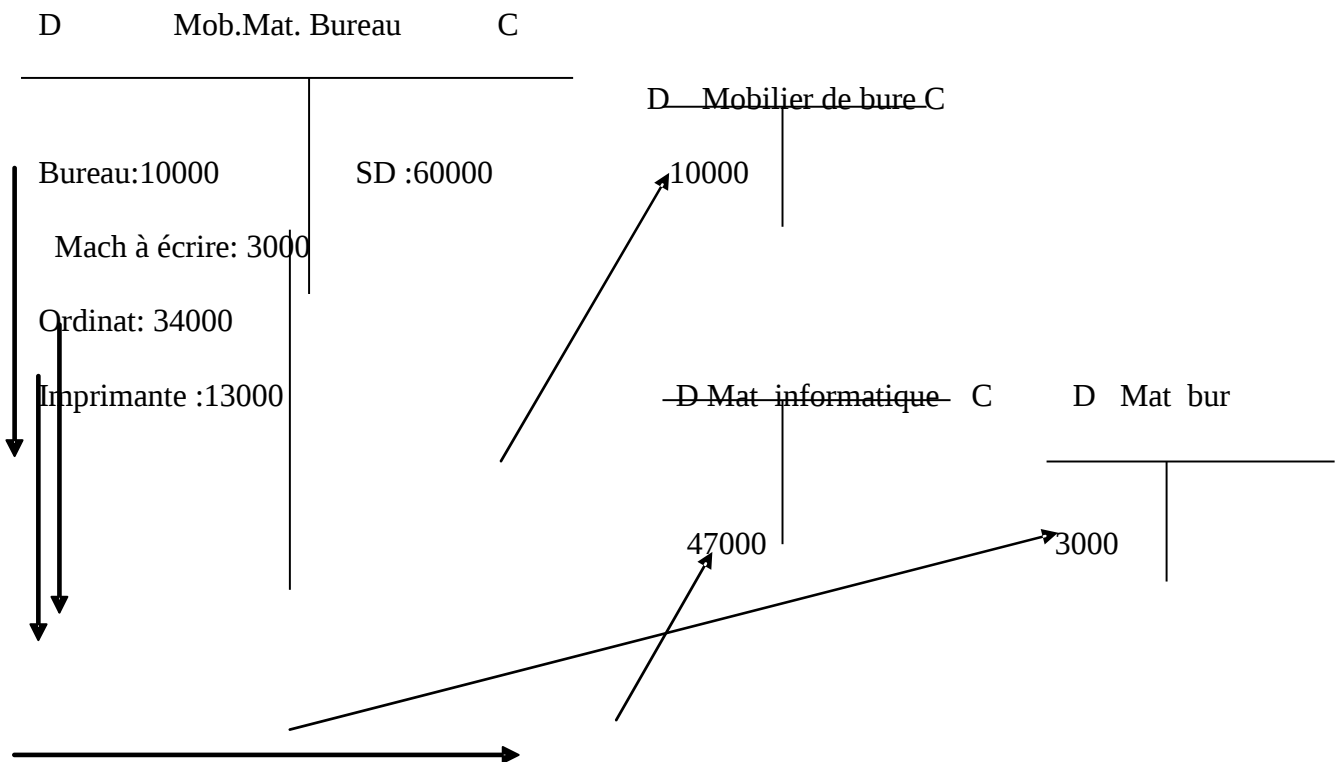 D Mob.Mat. Bureau C
D Mobilier de bure C
Bureau:10000 SD :60000 10000
Mach à écrire: 3000
Ordinat: 34000
Imprimante :13000 D Mat informatique C D Mat bur
47000 3000